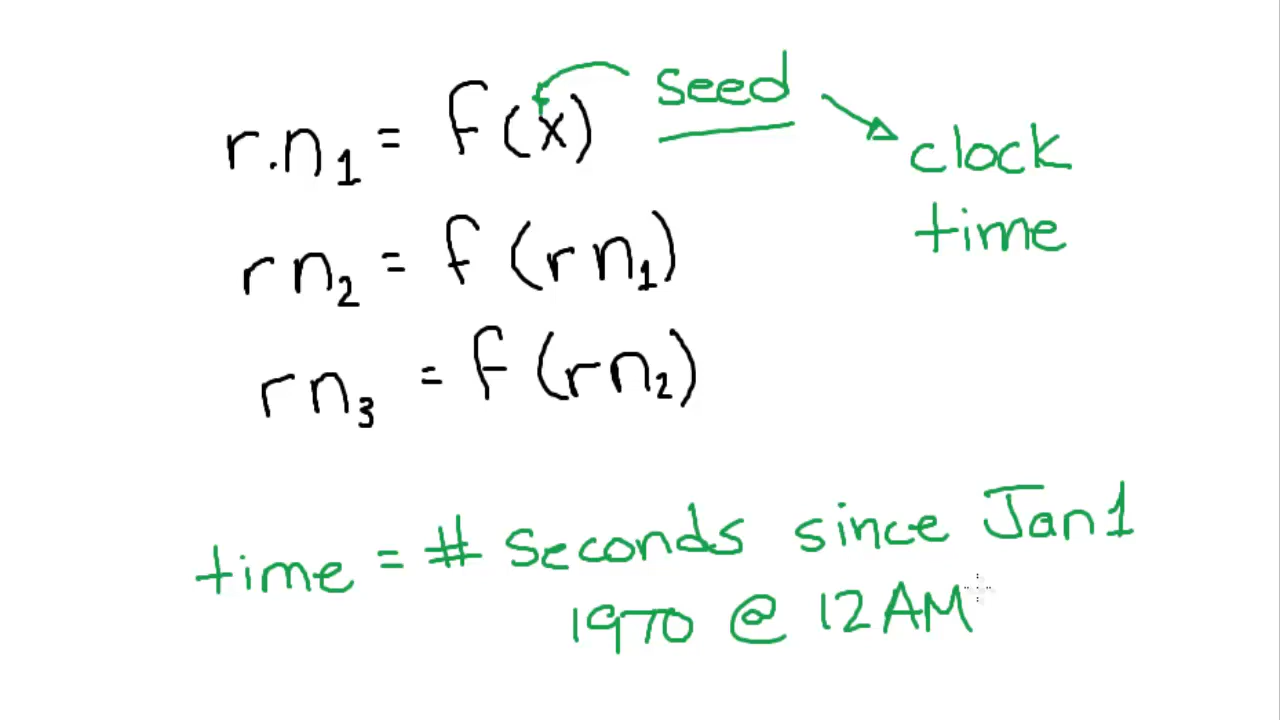 r.n1 = f(x) seed
clock
time
rn2 = f(rn1)
rn3 = f(rn2)
time = # seconds since Jan 1
1970 @ 12AM